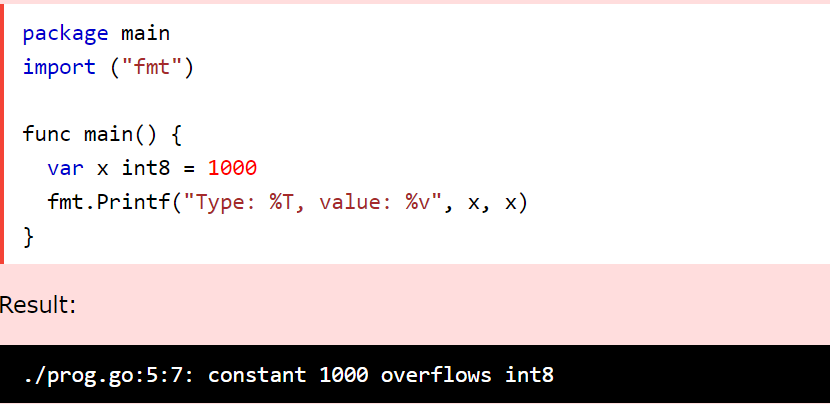 package main
import ("fmt")
func main() {
  var x int8 = 1000
  fmt.Printf("Type: %T, value: %v", x, x)
}
Result:
./prog.go:5:7: constant 1000 overflows int8